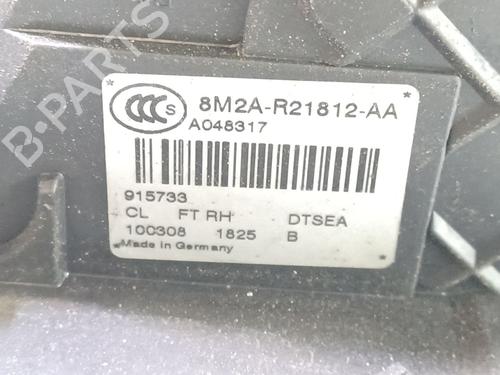 CCC S 8M2A-R21812-AA
A048317
915733
CL FT RH DTSEA
100308 1825 B
Made in Germany
B-PARTS